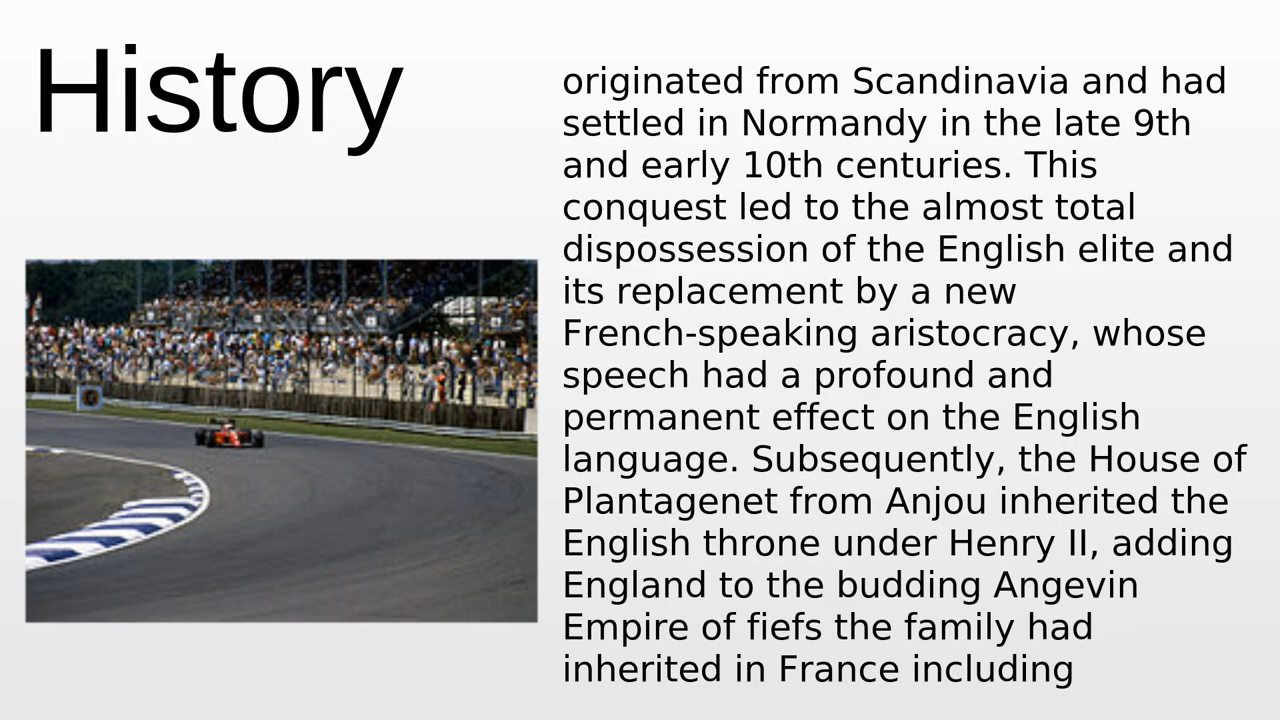 History
originated from Scandinavia and had
settled in Normandy in the late 9th
and early 10th centuries. This
conquest led to the almost total
dispossession of the English elite and
its replacement by a new
French-speaking aristocracy, whose
speech had a profound and
permanent effect on the English
language. Subsequently, the House of
Plantagenet from Anjou inherited the
English throne under Henry II, adding
England to the budding Angevin
Empire of fiefs the family had
inherited in France including